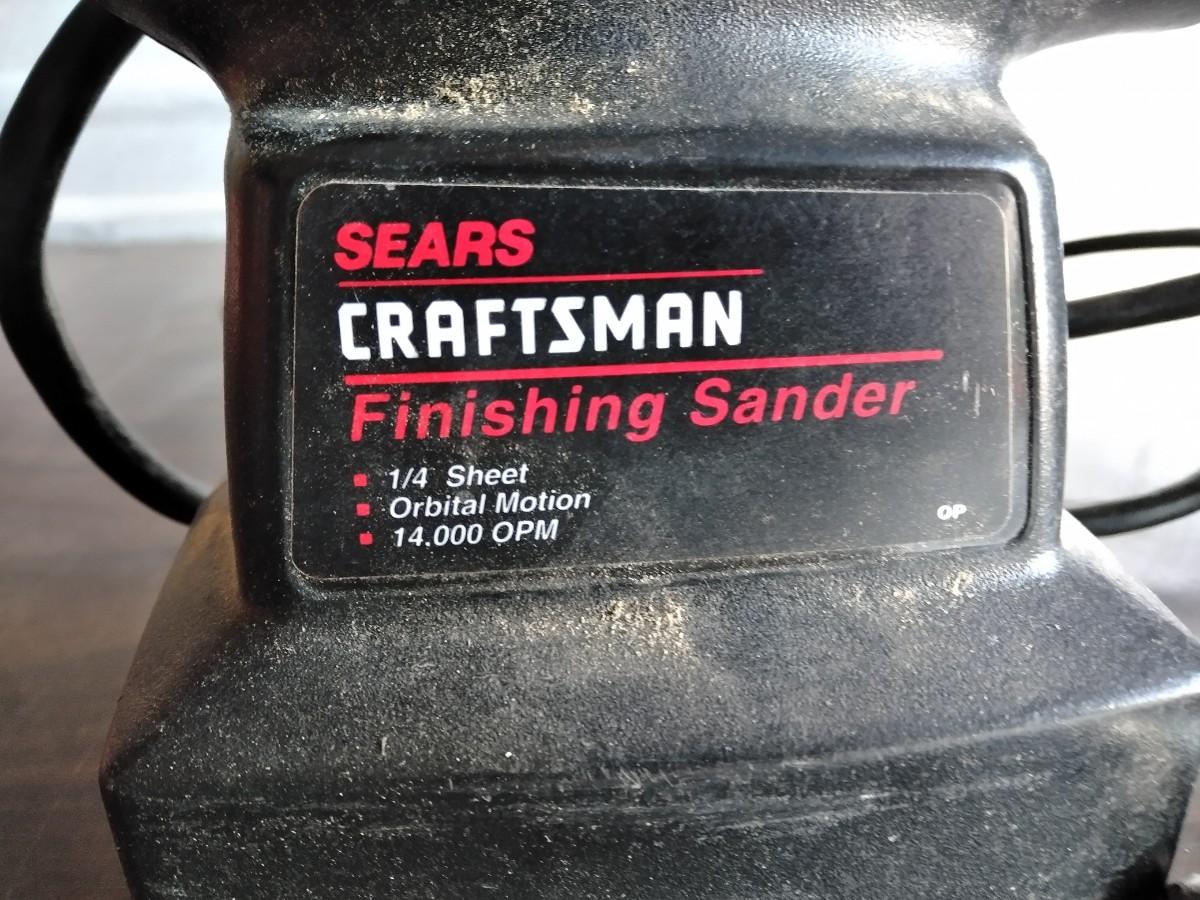 SEARS
CRAFTSMAN
Finishing Sander
1/4 Sheet
Orbital Motion
14.000 OPM
OP